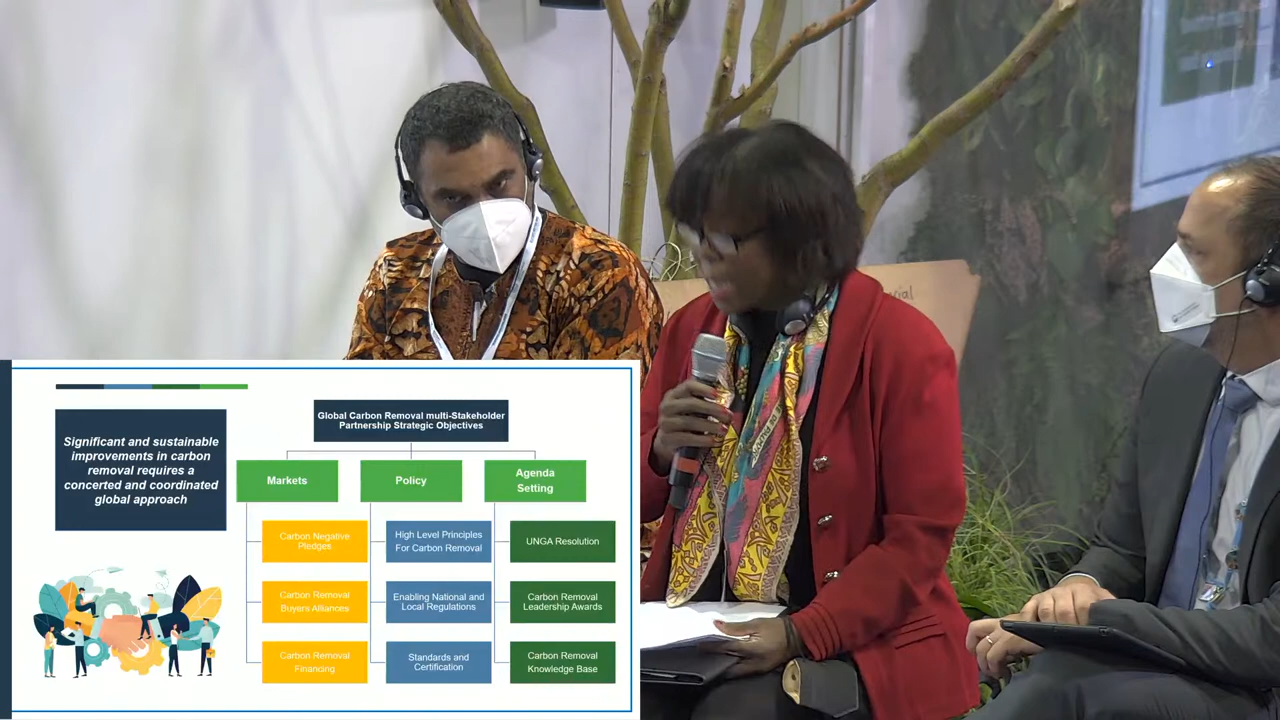 Significant and sustainable
improvements in carbon
removal requires a
concerted and coordinated
global approach
Global Carbon Removal multi-Stakeholder
Partnership Strategic Objectives
Markets
Policy
Agenda
Setting
Carbon Negative
Pledges
High Level Principles
For Carbon Removal
UNGA Resolution
Carbon Removal
Buyers Alliances
Enabling National and
Local Regulations
Carbon Removal
Leadership Awards
Carbon Removal
Financing
Standards and
Certification
Carbon Removal
Knowledge Base